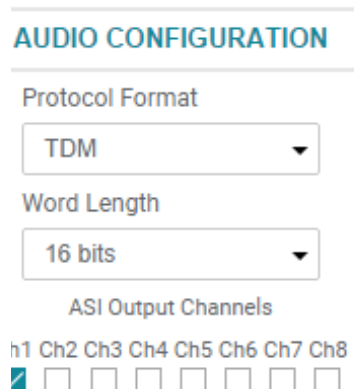 AUDIO CONFIGURATION
Protocol Format
TDM
Word Length
16 bits
ASI Output Channels
h1 Ch2 Ch3 Ch4 Ch5 Ch6 Ch7 Ch8